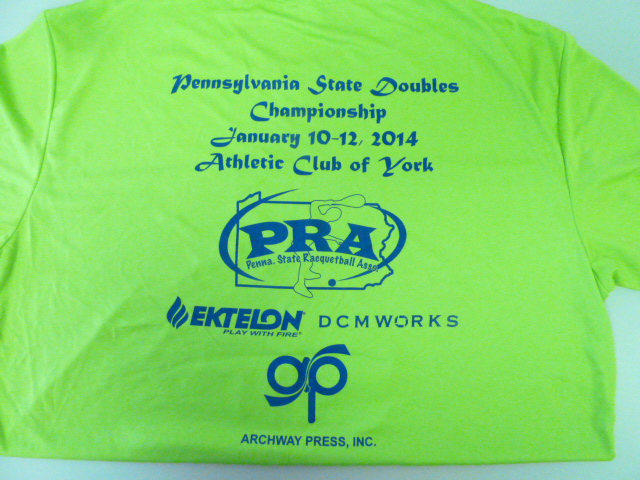 Pennsylvania State Doubles
Championship
January 10-12, 2014
Athletic Club of York
PRA
Penna. State Racquetball Assoc.
EKTELON®
PLAY WITH FIRE®
DCMWORKS
ap
ARCHWAY PRESS, INC.